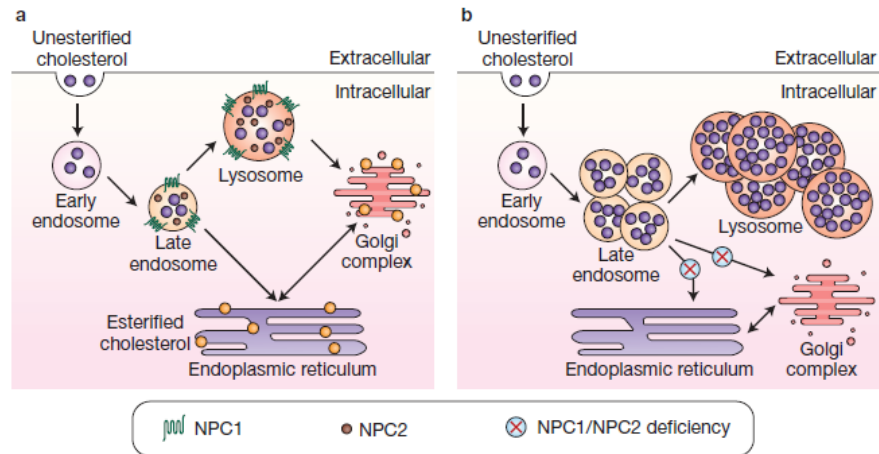 a
Unesterified
cholesterol
Extracellular
Intracellular
Early
endosome
Lysosome
Late
endosome
Golgi
complex
Esterified
cholesterol
Endoplasmic reticulum
b
Unesterified
cholesterol
Extracellular
Intracellular
Early
endosome
Lysosome
Late
endosome
Endoplasmic reticulum
Golgi
complex
NPC1
NPC2
NPC1/NPC2 deficiency